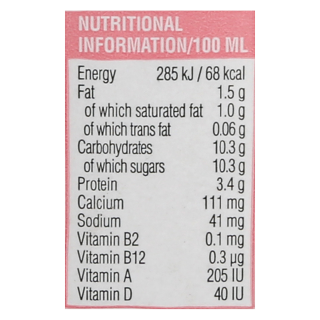 NUTRITIONAL
INFORMATION/100 ML
Energy 285 kJ / 68 kcal
Fat 1.5 g
of which saturated fat 1.0 g
of which trans fat 0.06 g
Carbohydrates 10.3 g
of which sugars 10.3 g
Protein 3.4 g
Calcium 111 mg
Sodium 41 mg
Vitamin B2 0.1 mg
Vitamin B12 0.3 µg
Vitamin A 205 IU
Vitamin D 40 IU